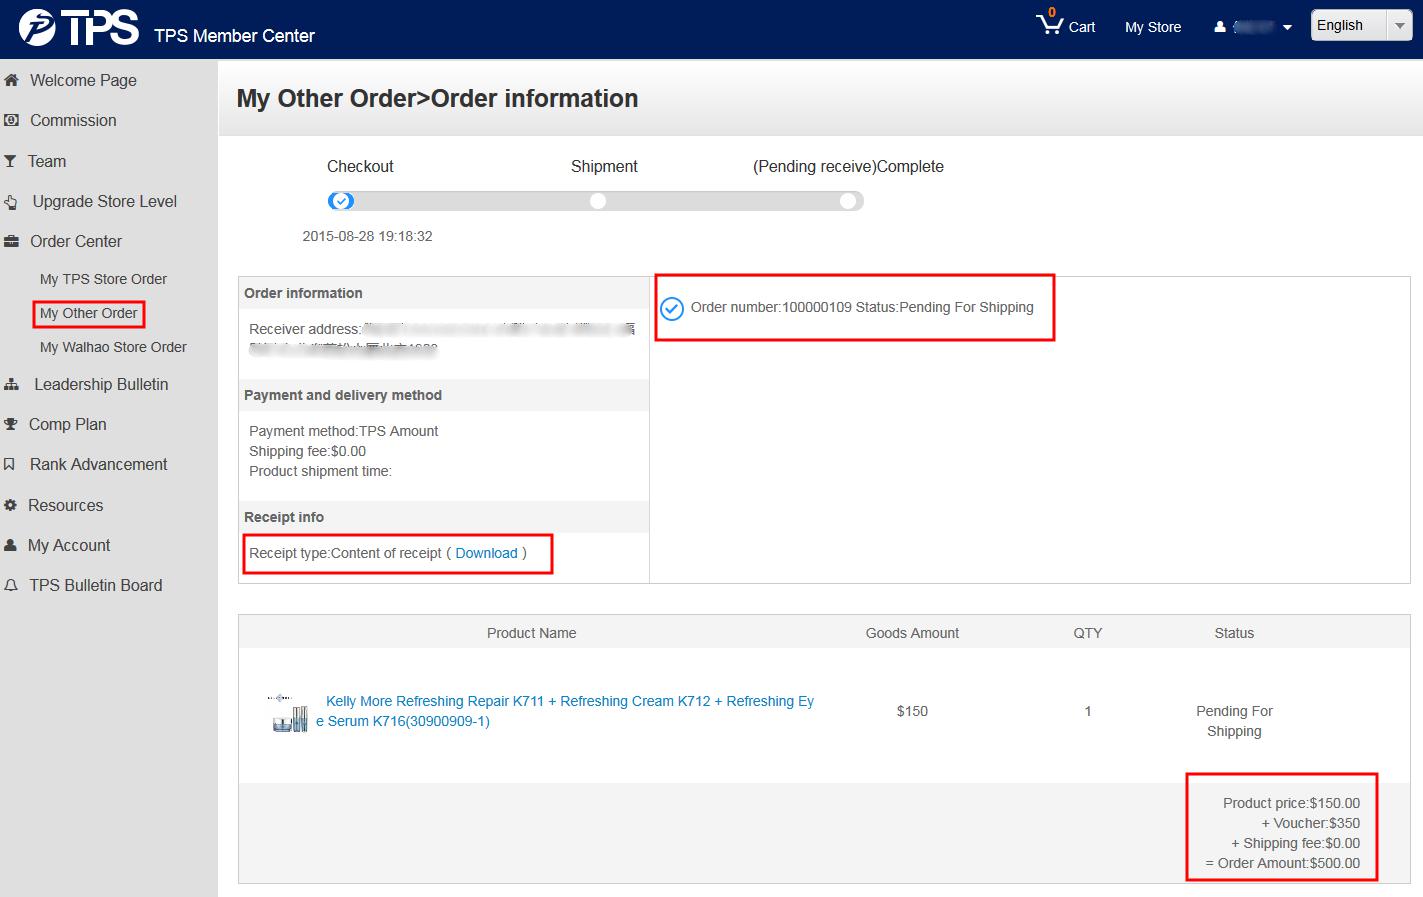 TPS TPS Member Center
0
Cart
My Store
English
Welcome Page
Commission
Team
Upgrade Store Level
Order Center
My TPS Store Order
My Other Order
My Walhao Store Order
Leadership Bulletin
Comp Plan
Rank Advancement
Resources
My Account
TPS Bulletin Board
My Other Order>Order information
Checkout Shipment (Pending receive)Complete
2015-08-28 19:18:32
Order information
Receiver address:
Order number:100000109 Status:Pending For Shipping
Payment and delivery method
Payment method:TPS Amount
Shipping fee:$0.00
Product shipment time:
Receipt info
Receipt type:Content of receipt ( Download )
Product Name Goods Amount QTY Status
Kelly More Refreshing Repair K711 + Refreshing Cream K712 + Refreshing Ey
e Serum K716(30900909-1)
$150
1
Pending For
Shipping
Product price:$150.00
+ Voucher:$350
+ Shipping fee:$0.00
= Order Amount:$500.00